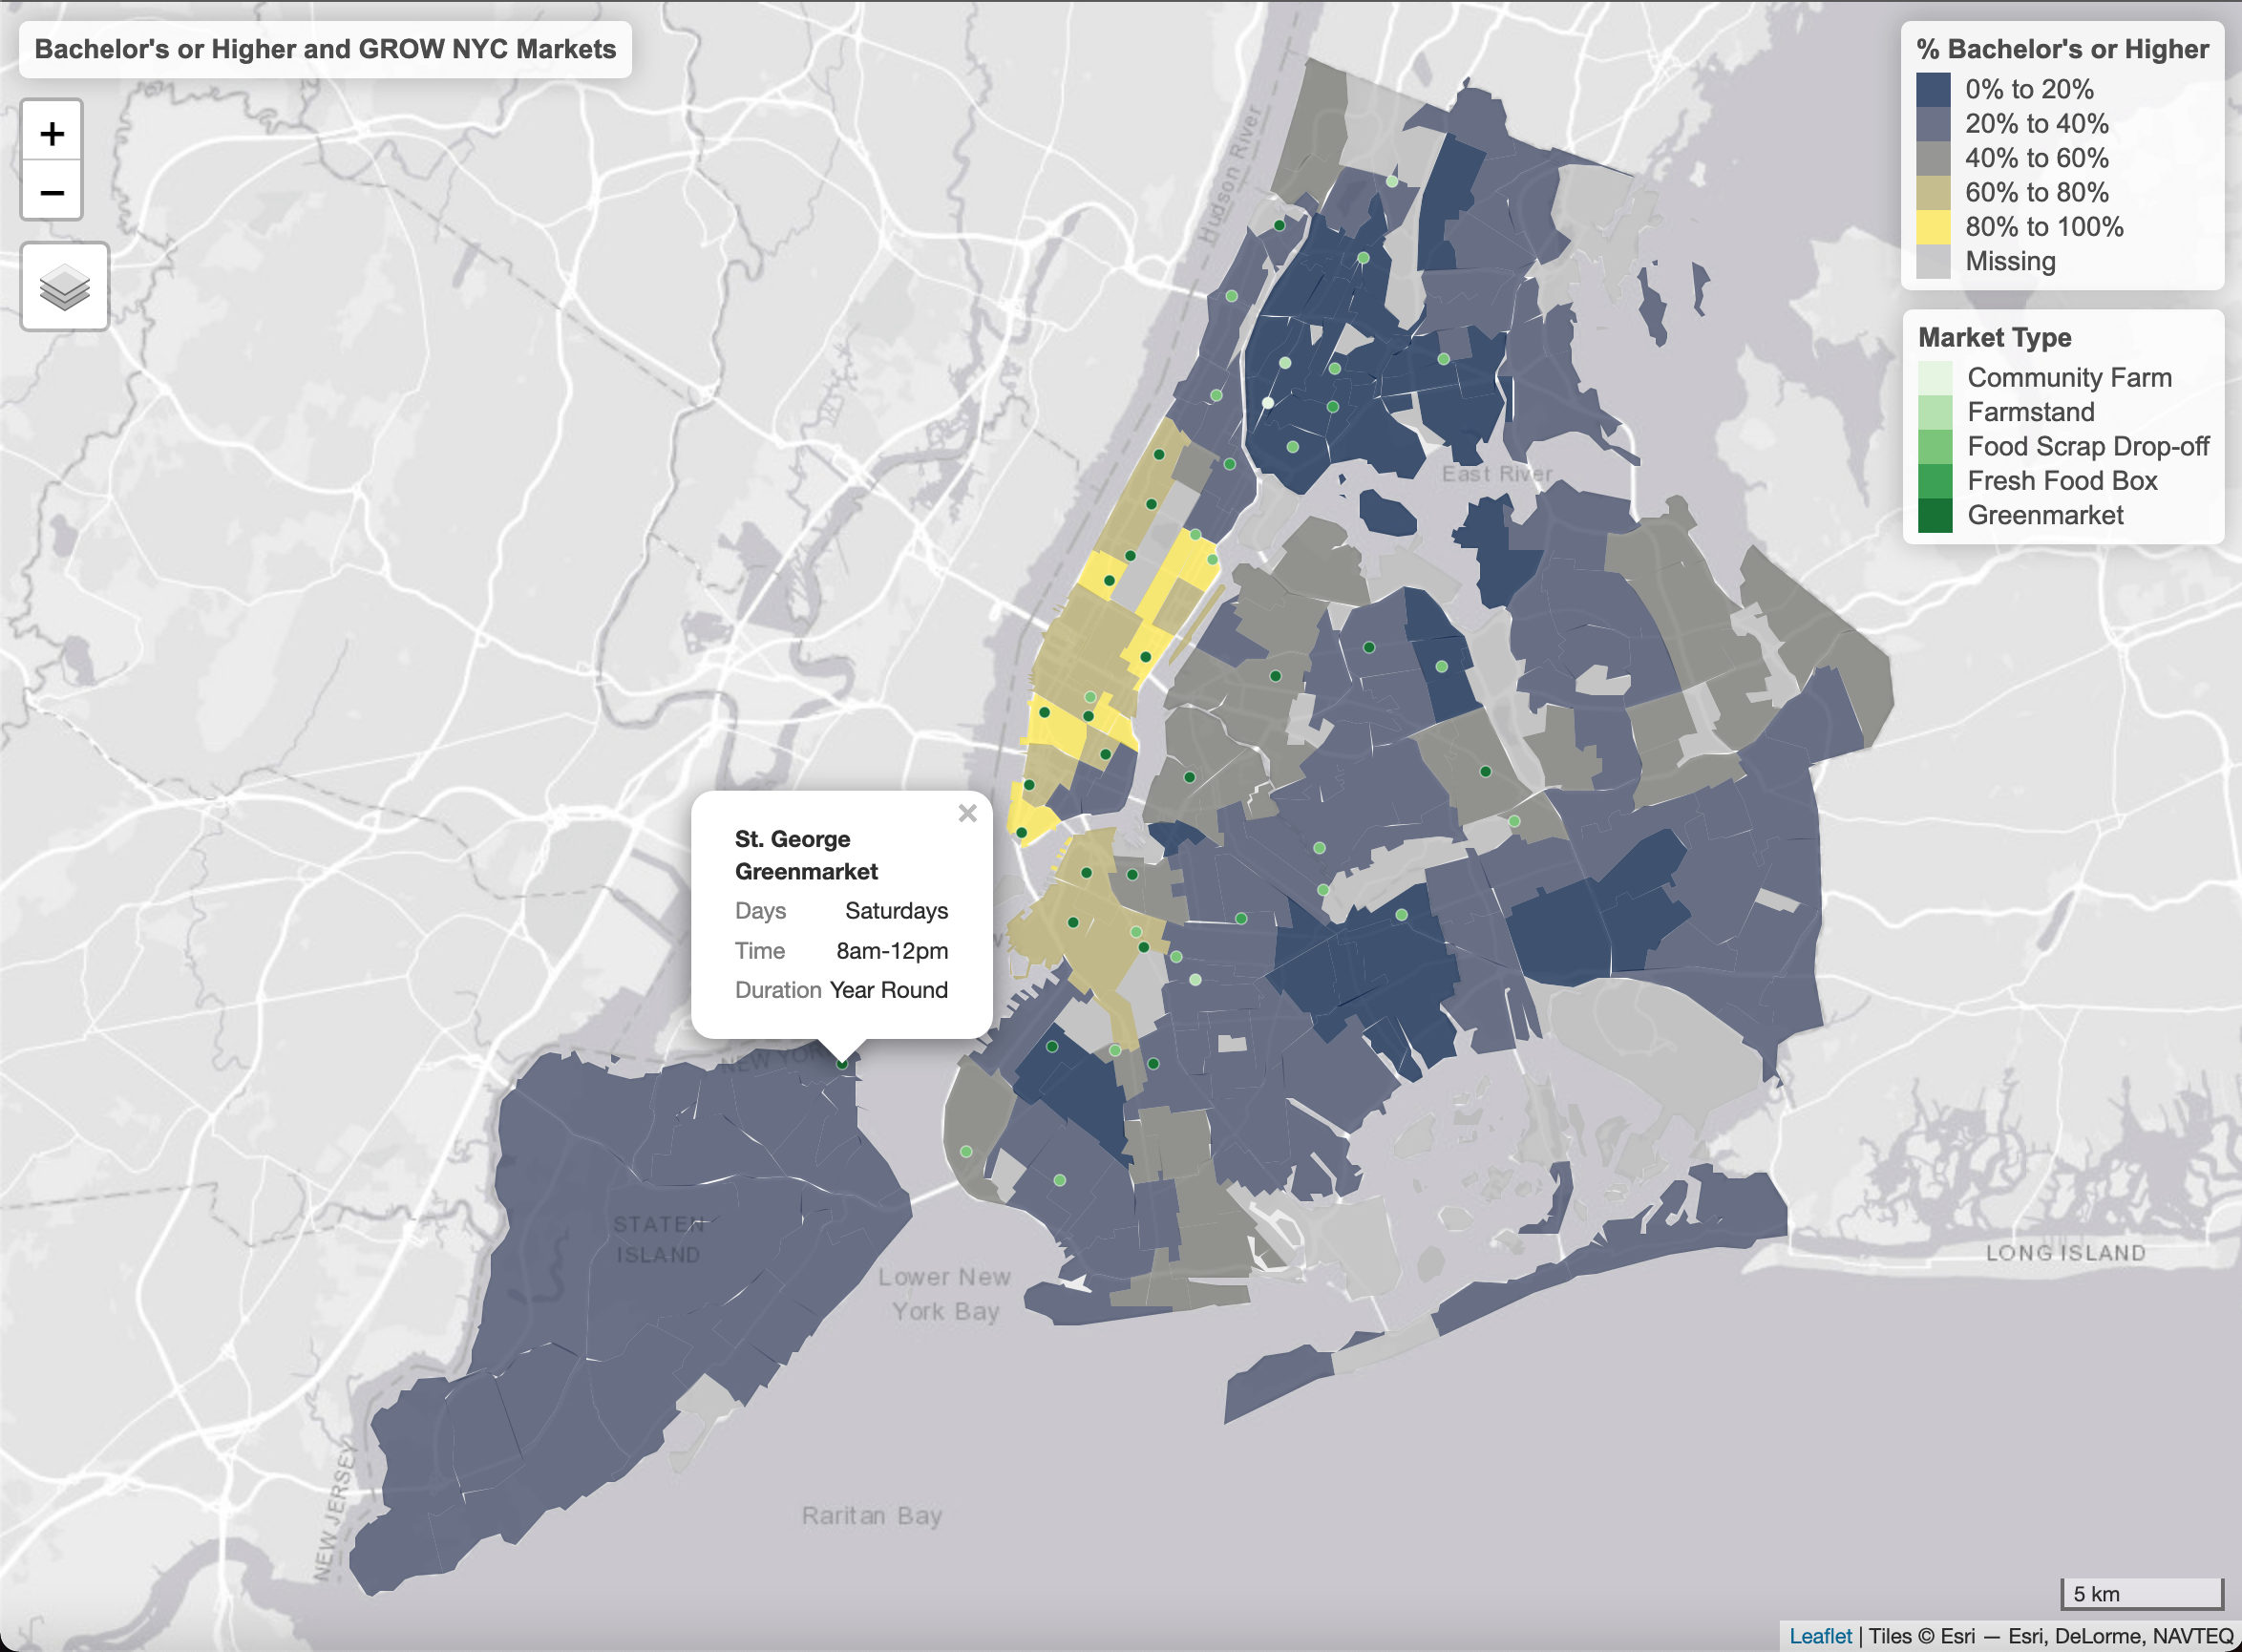 Bachelor's or Higher and GROW NYC Markets
+
−
% Bachelor's or Higher
0% to 20%
20% to 40%
40% to 60%
60% to 80%
80% to 100%
Missing
Market Type
Community Farm
Farmstand
Food Scrap Drop-off
Fresh Food Box
Greenmarket
Hudson River
East River
×
St. George
Greenmarket
Days Saturdays
Time 8am-12pm
Duration Year Round
NEW YOR
STATEN
ISLAND
Lower New
York Bay
LONG ISLAND
NEW JERSEY
Raritan Bay
5 km
Leaflet | Tiles © Esri — Esri, DeLorme, NAVTEQ